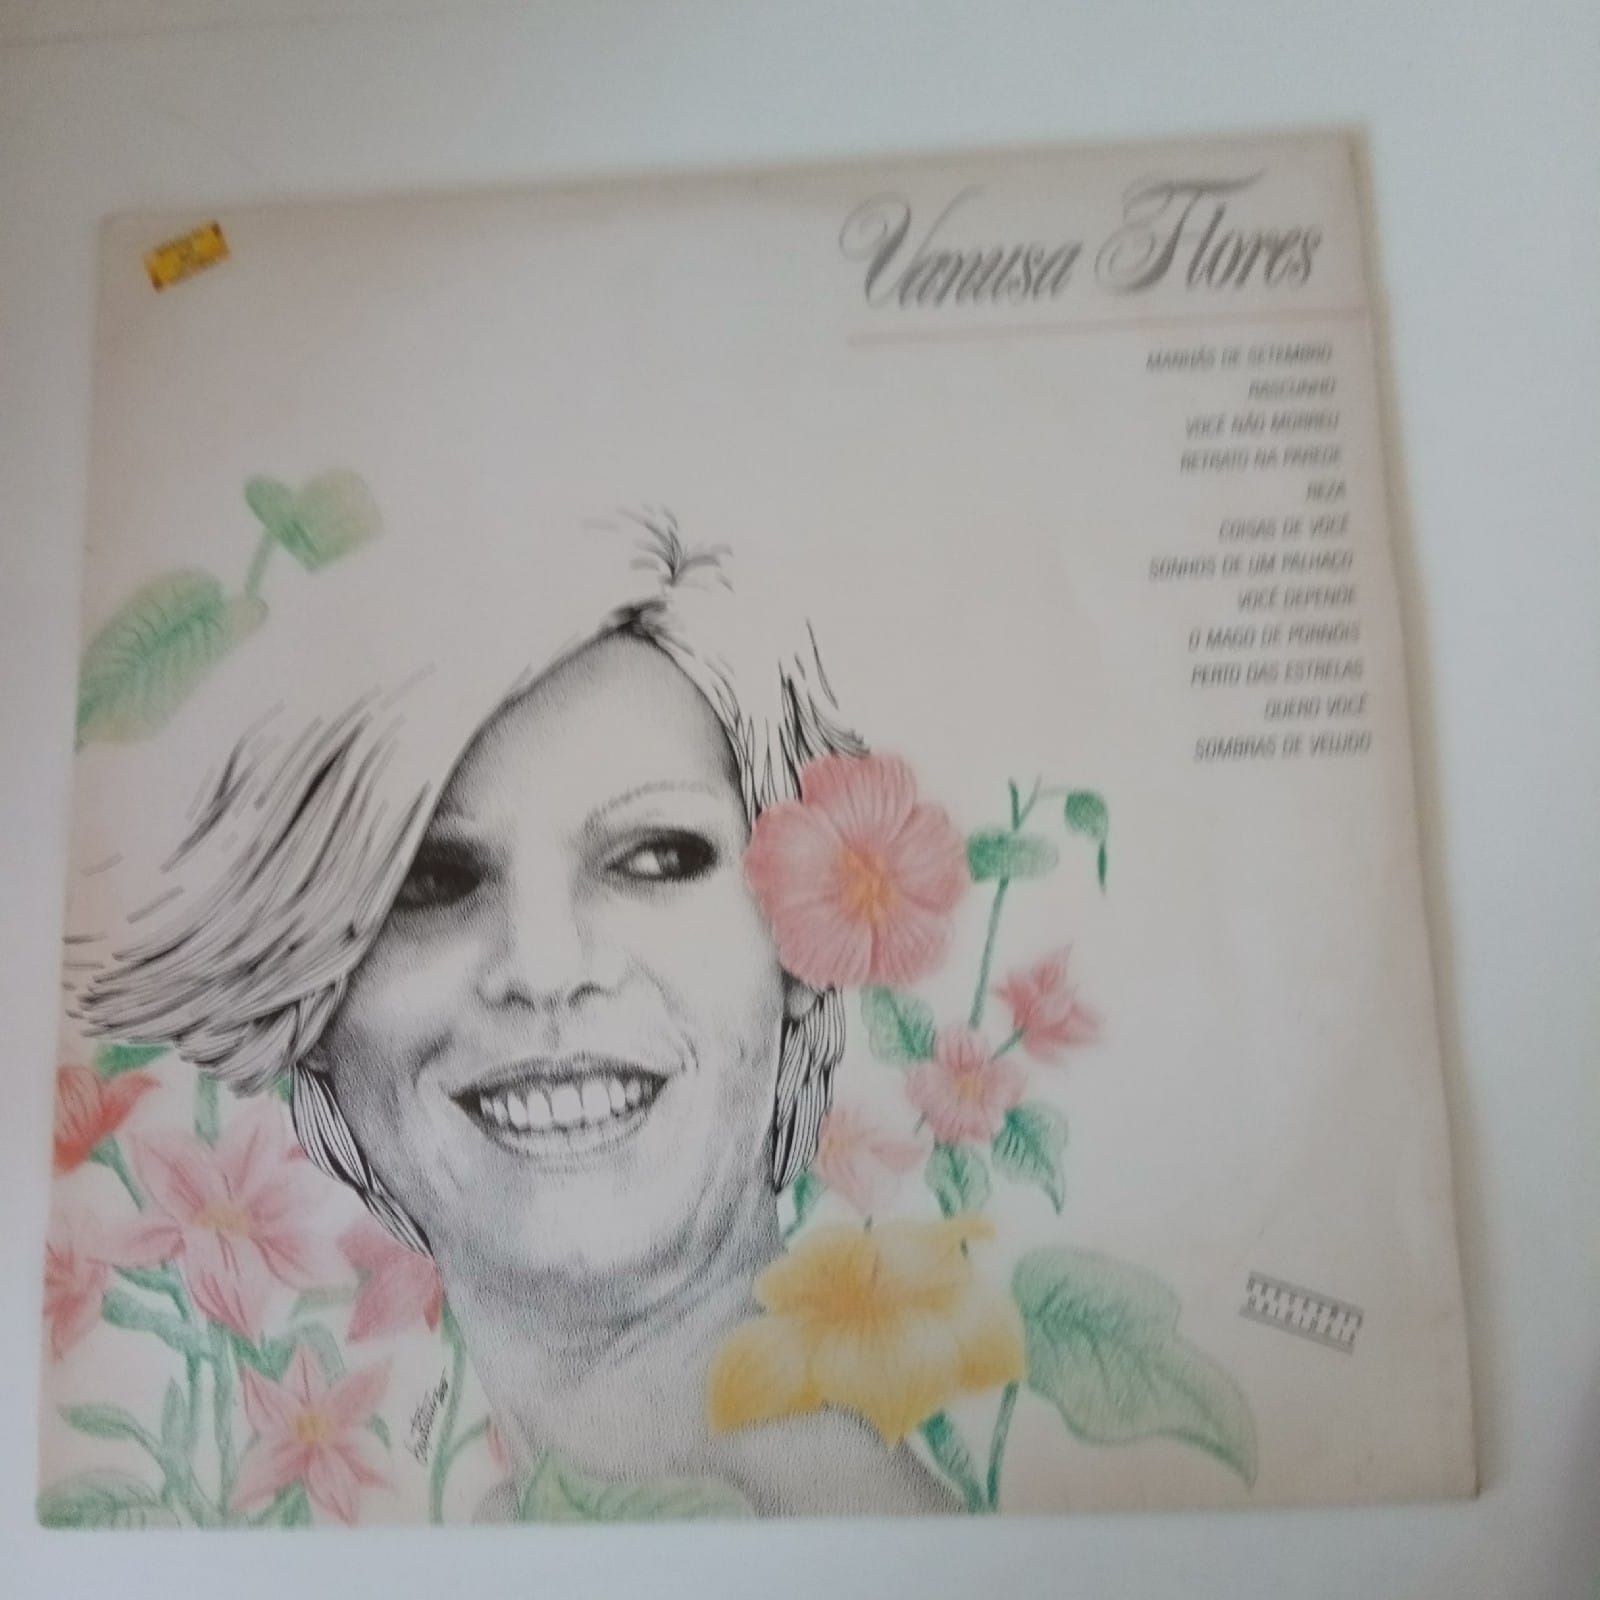 Vanusa Flores
MANHÃS DE SETEMBRO
RASCUNHO
VOCÊ NÃO MORREU
RETRATO NA PAREDE
REZA
COISAS DE VOCÊ
SONHOS DE UM PALHAÇO
VOCÊ DEPENDE
O MAGO DE PORNOIS
PERTO DAS ESTRELAS
QUERO VOCÊ
SOMBRAS DE VELUDO